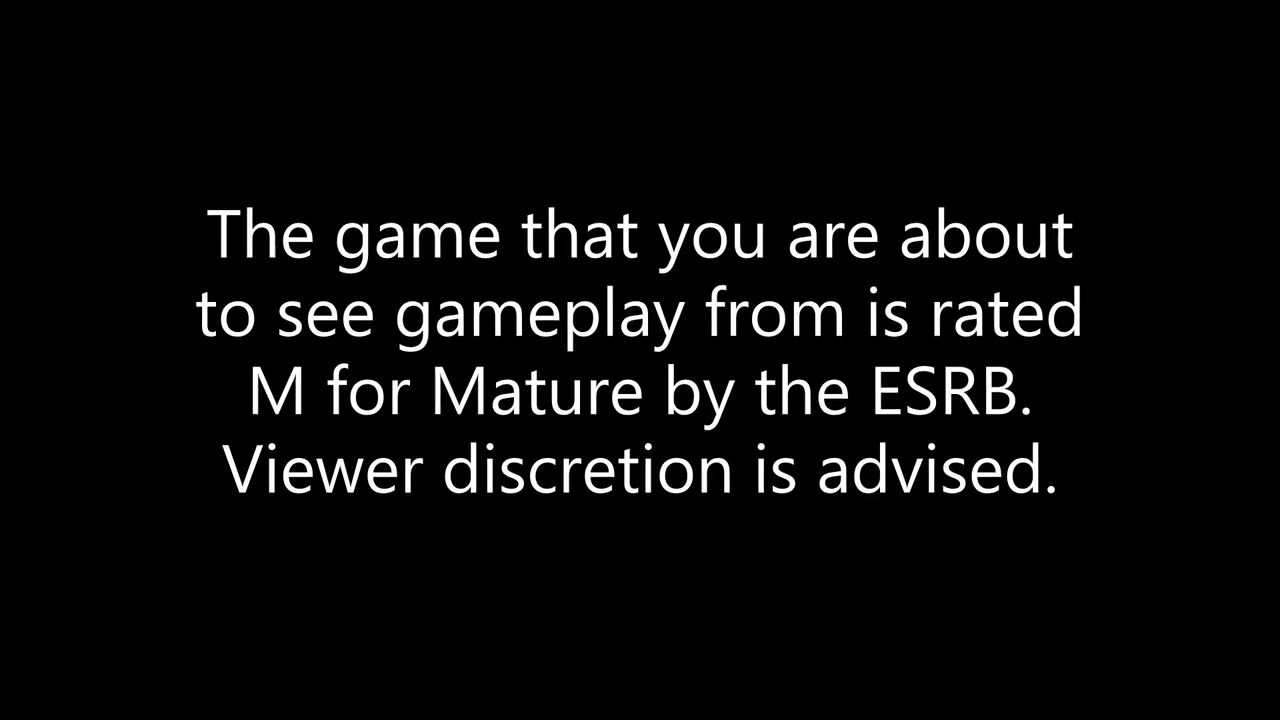 The game that you are about
to see gameplay from is rated
M for Mature by the ESRB.
Viewer discretion is advised.